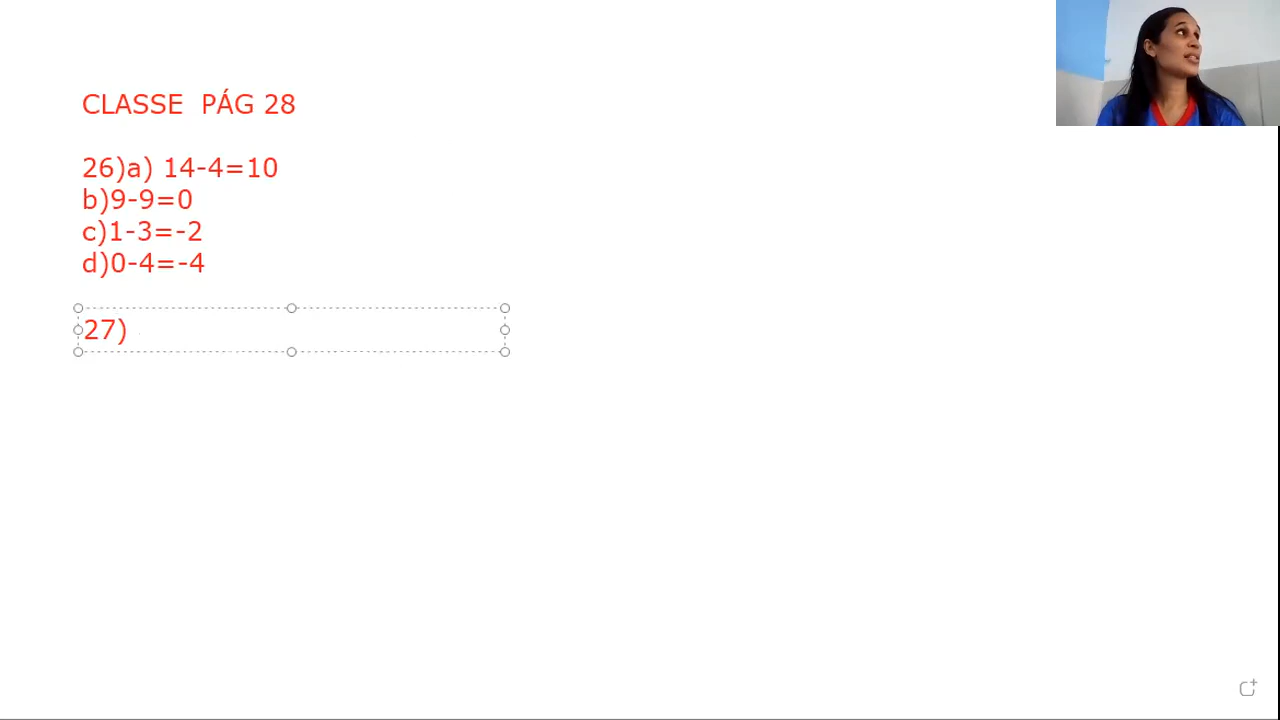 CLASSE PÁG 28
26)a) 14-4=10
b)9-9=0
c)1-3=-2
d)0-4=-4
27)